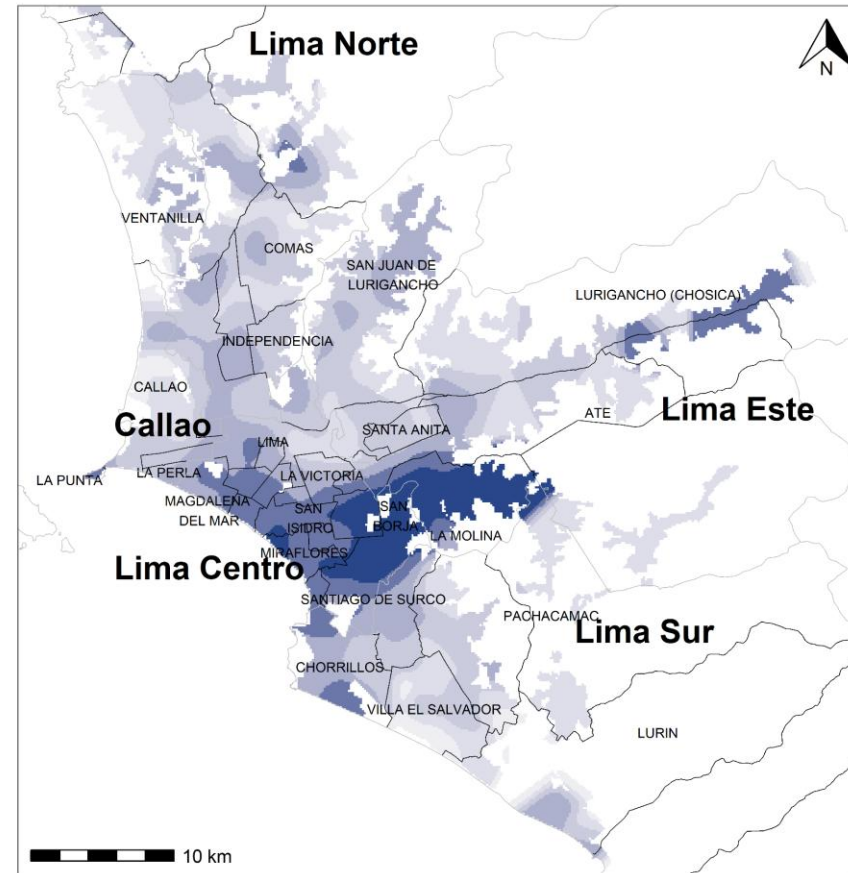 Lima Norte
N
VENTANILLA
COMAS
SAN JUAN DE
LURIGANCHO
LURIGANCHO (CHOSICA)
INDEPENDENCIA
CALLAO
ATE
Lima Este
Callao
LIMA
SANTA ANITA
LA PUNTA
LA PERLA
LA VICTORIA
MAGDALENA
DEL MAR
SAN
ISIDRO
SAN
BORJA
LA MOLINA
MIRAFLORES
Lima Centro
SANTIAGO DE SURCO
PACHACAMAC
Lima Sur
CHORRILLOS
VILLA EL SALVADOR
LURIN
10 km